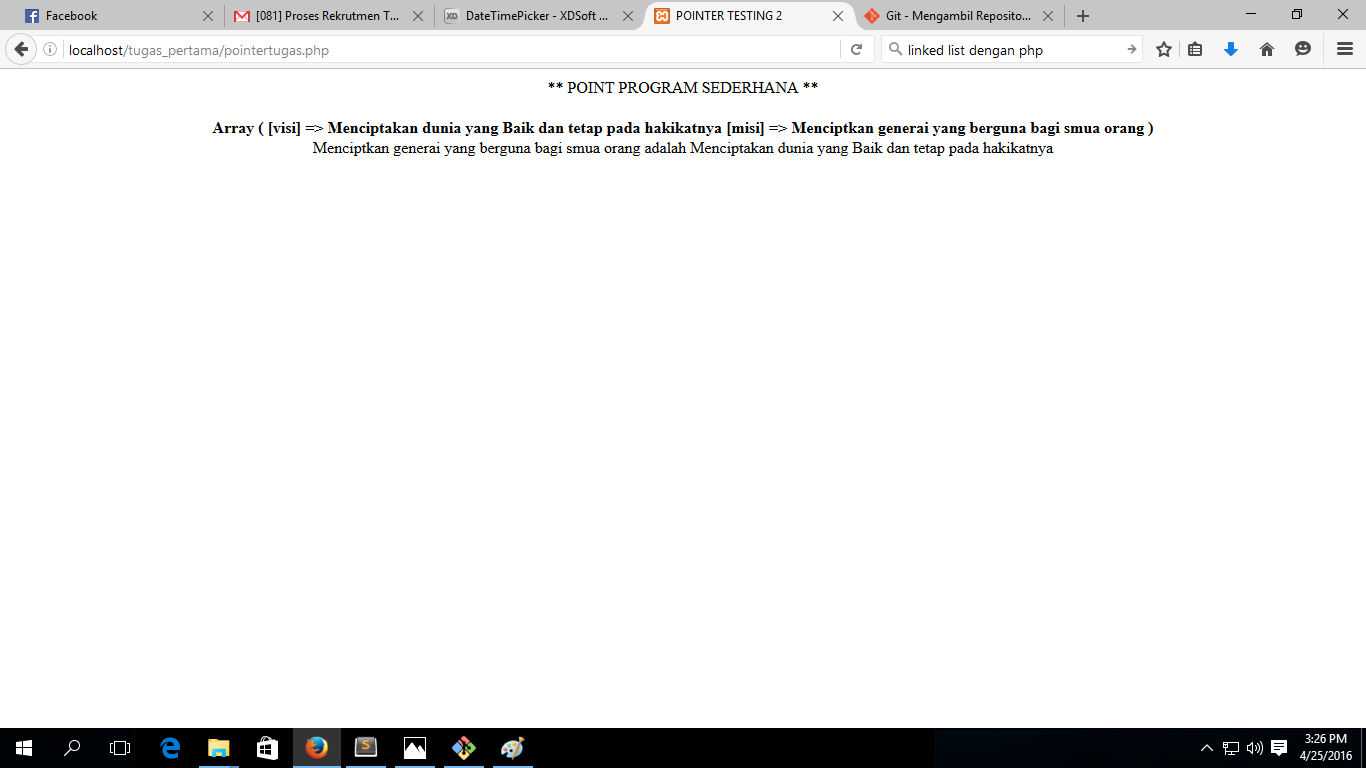 Facebook
[081] Proses Rekrutmen T...
XD DateTimePicker - XDSoft ...
POINTER TESTING 2
Git - Mengambil Reposito...
localhost/tugas_pertama/pointertugas.php
linked list dengan php
** POINT PROGRAM SEDERHANA **
Array ( [visi] => Menciptakan dunia yang Baik dan tetap pada hakikatnya [misi] => Menciptkan generai yang berguna bagi smua orang )
Menciptkan generai yang berguna bagi smua orang adalah Menciptakan dunia yang Baik dan tetap pada hakikatnya
3:26 PM
4/25/2016